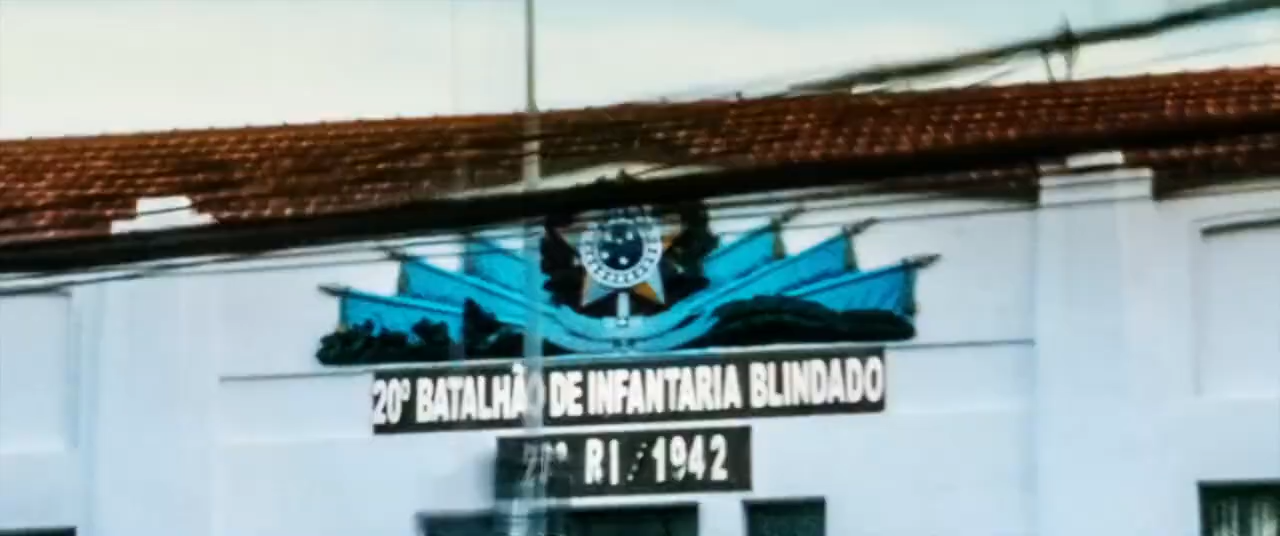 20º BATALHÃO DE INFANTARIA BLINDADO
RI / 1942